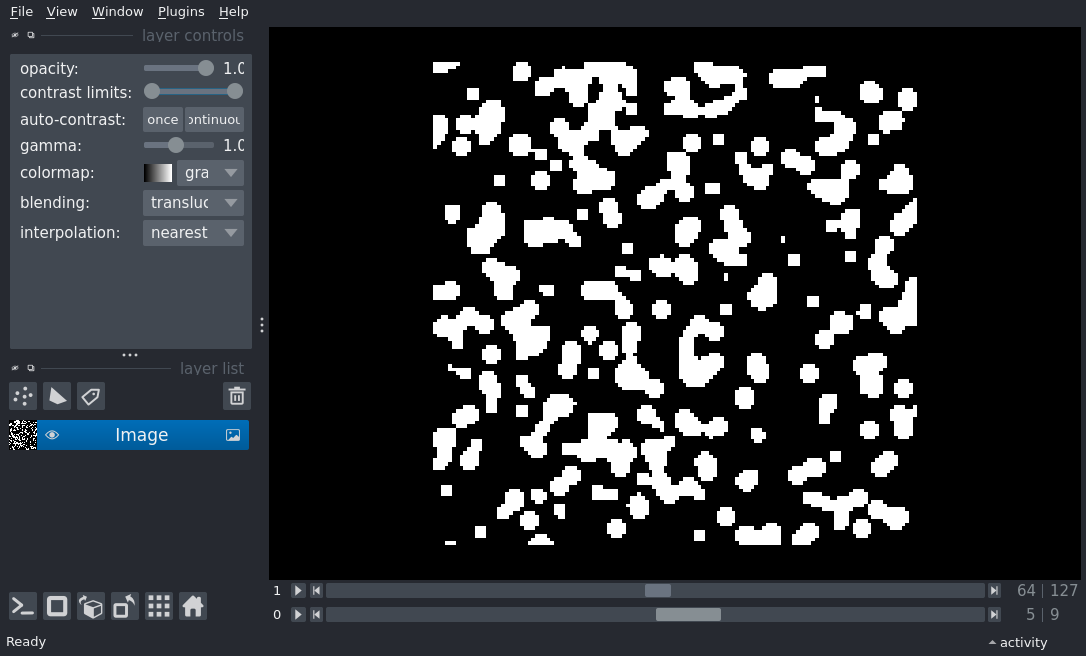 File View Window Plugins Help
layer controls
opacity: 1.0
contrast limits:
auto-contrast: once ontinuou
gamma: 1.0
colormap: gra
blending: transluc
interpolation: nearest
layer list
Image
1 64 127
0 5 9
Ready activity